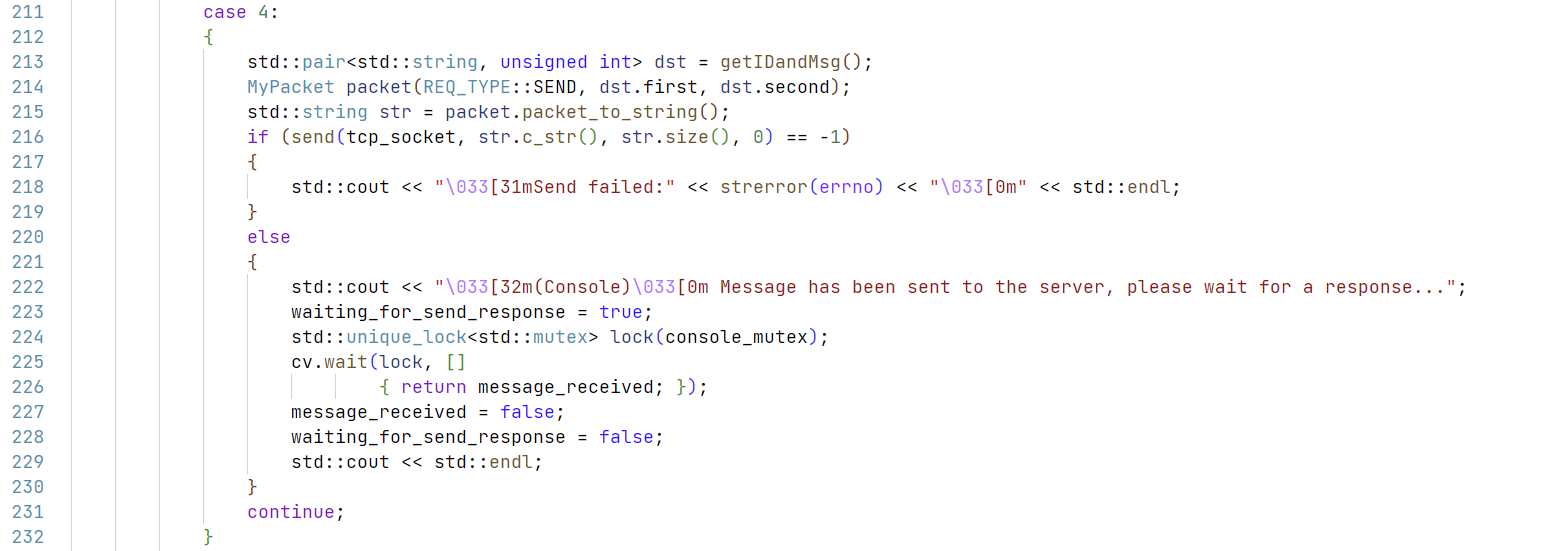 211 case 4:
212 {
213 std::pair<std::string, unsigned int> dst = getIDandMsg();
214 MyPacket packet(REQ_TYPE::SEND, dst.first, dst.second);
215 std::string str = packet.packet_to_string();
216 if (send(tcp_socket, str.c_str(), str.size(), 0) == -1)
217 {
218 std::cout << "\033[31mSend failed:" << strerror(errno) << "\033[0m" << std::endl;
219 }
220 else
221 {
222 std::cout << "\033[32m(Console)\033[0m Message has been sent to the server, please wait for a response...";
223 waiting_for_send_response = true;
224 std::unique_lock<std::mutex> lock(console_mutex);
225 cv.wait(lock, []
226 { return message_received; });
227 message_received = false;
228 waiting_for_send_response = false;
229 std::cout << std::endl;
230 }
231 continue;
232 }